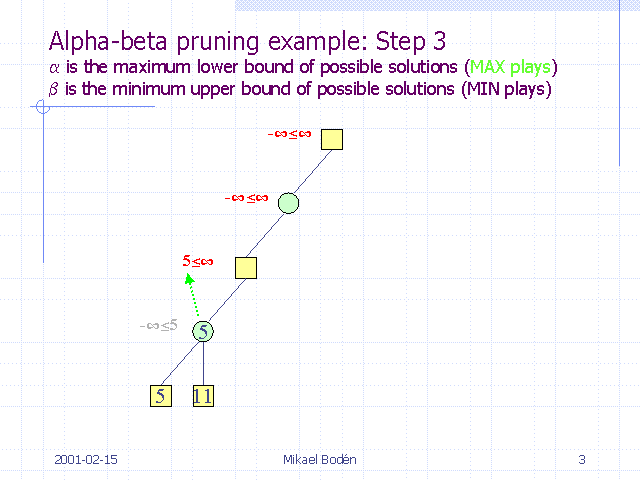 Alpha-beta pruning example: Step 3
α is the maximum lower bound of possible solutions (MAX plays)
β is the minimum upper bound of possible solutions (MIN plays)
-∞≤∞
-∞≤∞
5≤∞
-∞≤5
5
5
11
2001-02-15
Mikael Bodén
3